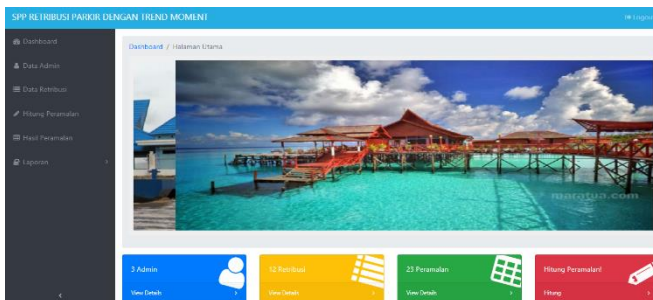 SPP RETRIBUSI PARKIR DENGAN TREND MOMENT
Logout
Dashboard
Data Admin
Data Retribusi
Hitung Peramalan
Hasil Peramalan
Laporan
Dashboard / Halaman Utama
maratua.com
3 Admin
12 Retribusi
23 Peramalan
Hitung Peramalan!
View Details
View Details
View Details
Hitung